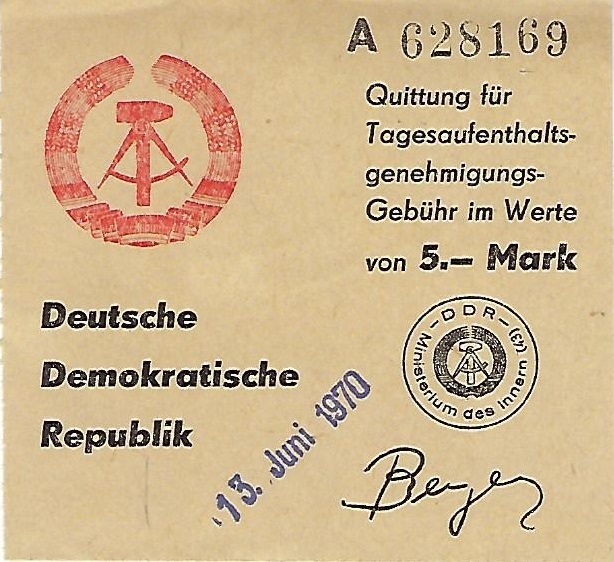 A 628169
Quittung für
Tagesaufenthalts-
genehmigungs-
Gebühr im Werte
von 5.— Mark
Deutsche
Demokratische
Republik
13. Juni 1970
– DDR –
Ministerium des Innern (43)